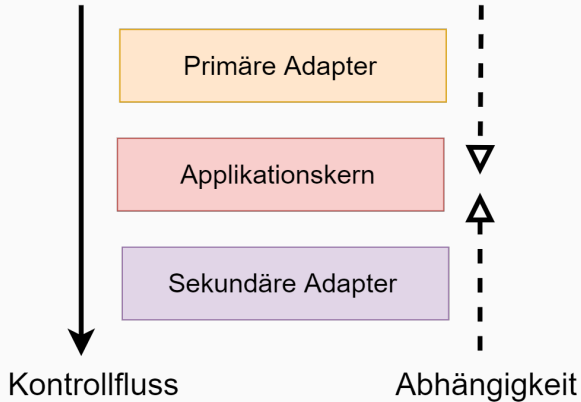 Primäre Adapter
Applikationskern
Sekundäre Adapter
Kontrollfluss
Abhängigkeit